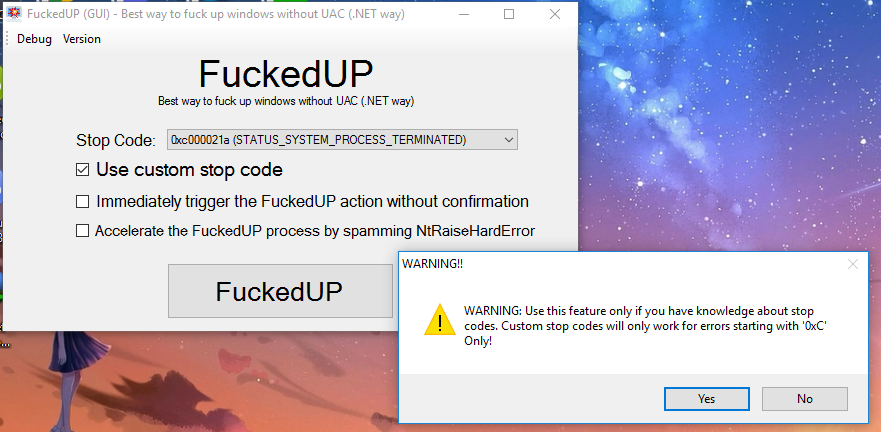 FuckedUP (GUI) - Best way to fuck up windows without UAC (.NET way)
Debug Version
FuckedUP
Best way to fuck up windows without UAC (.NET way)
Stop Code: 0xc000021a (STATUS_SYSTEM_PROCESS_TERMINATED)
Use custom stop code
Immediately trigger the FuckedUP action without confirmation
Accelerate the FuckedUP process by spamming NtRaiseHardError
FuckedUP
WARNING!!
WARNING: Use this feature only if you have knowledge about stop
codes. Custom stop codes will only work for errors starting with '0xC'
Only!
Yes No